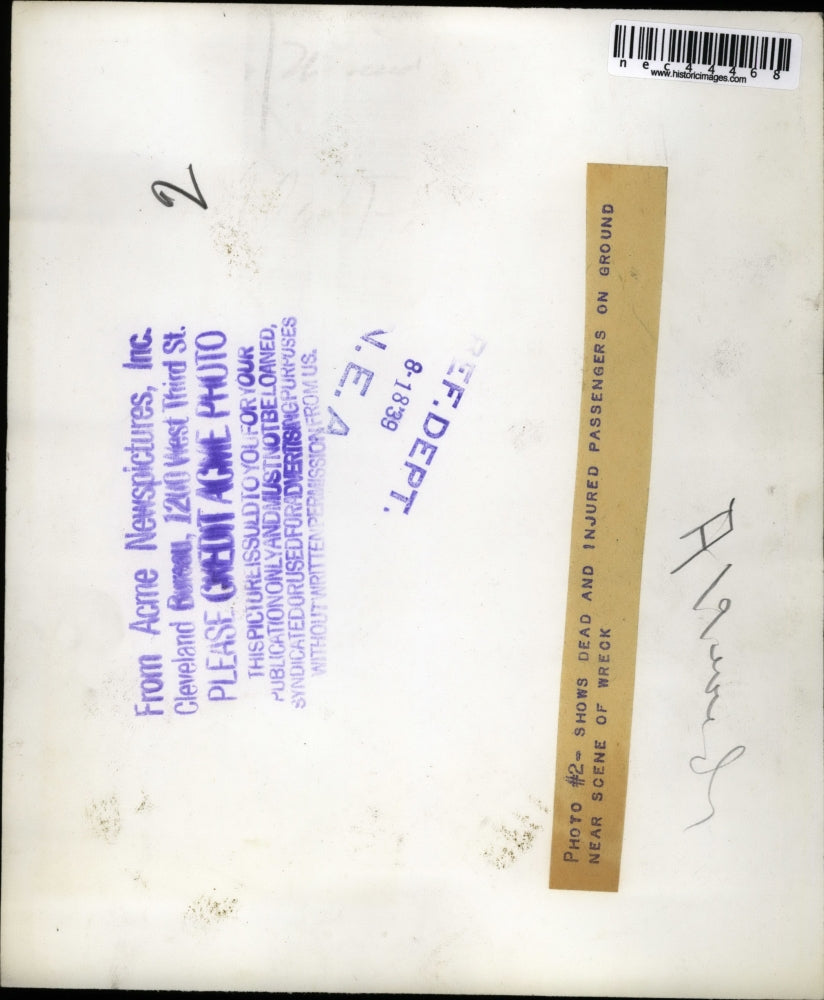 nec44468
www.historicimages.com
2
From Acme Newspictures, Inc.
Cleveland Bureau, 1200 West Third St.
PLEASE CREDIT ACME PHOTO
THIS PICTURE IS SOLD TO YOU FOR YOUR
PUBLICATION ONLY AND MUST NOT BE LOANED,
SYNDICATED OR USED FOR ADVERTISING PURPOSES
WITHOUT WRITTEN PERMISSION FROM US.
REF. DEPT.
8-1839
N. E. A
PHOTO #2- SHOWS DEAD AND INJURED PASSENGERS ON GROUND
NEAR SCENE OF WRECK